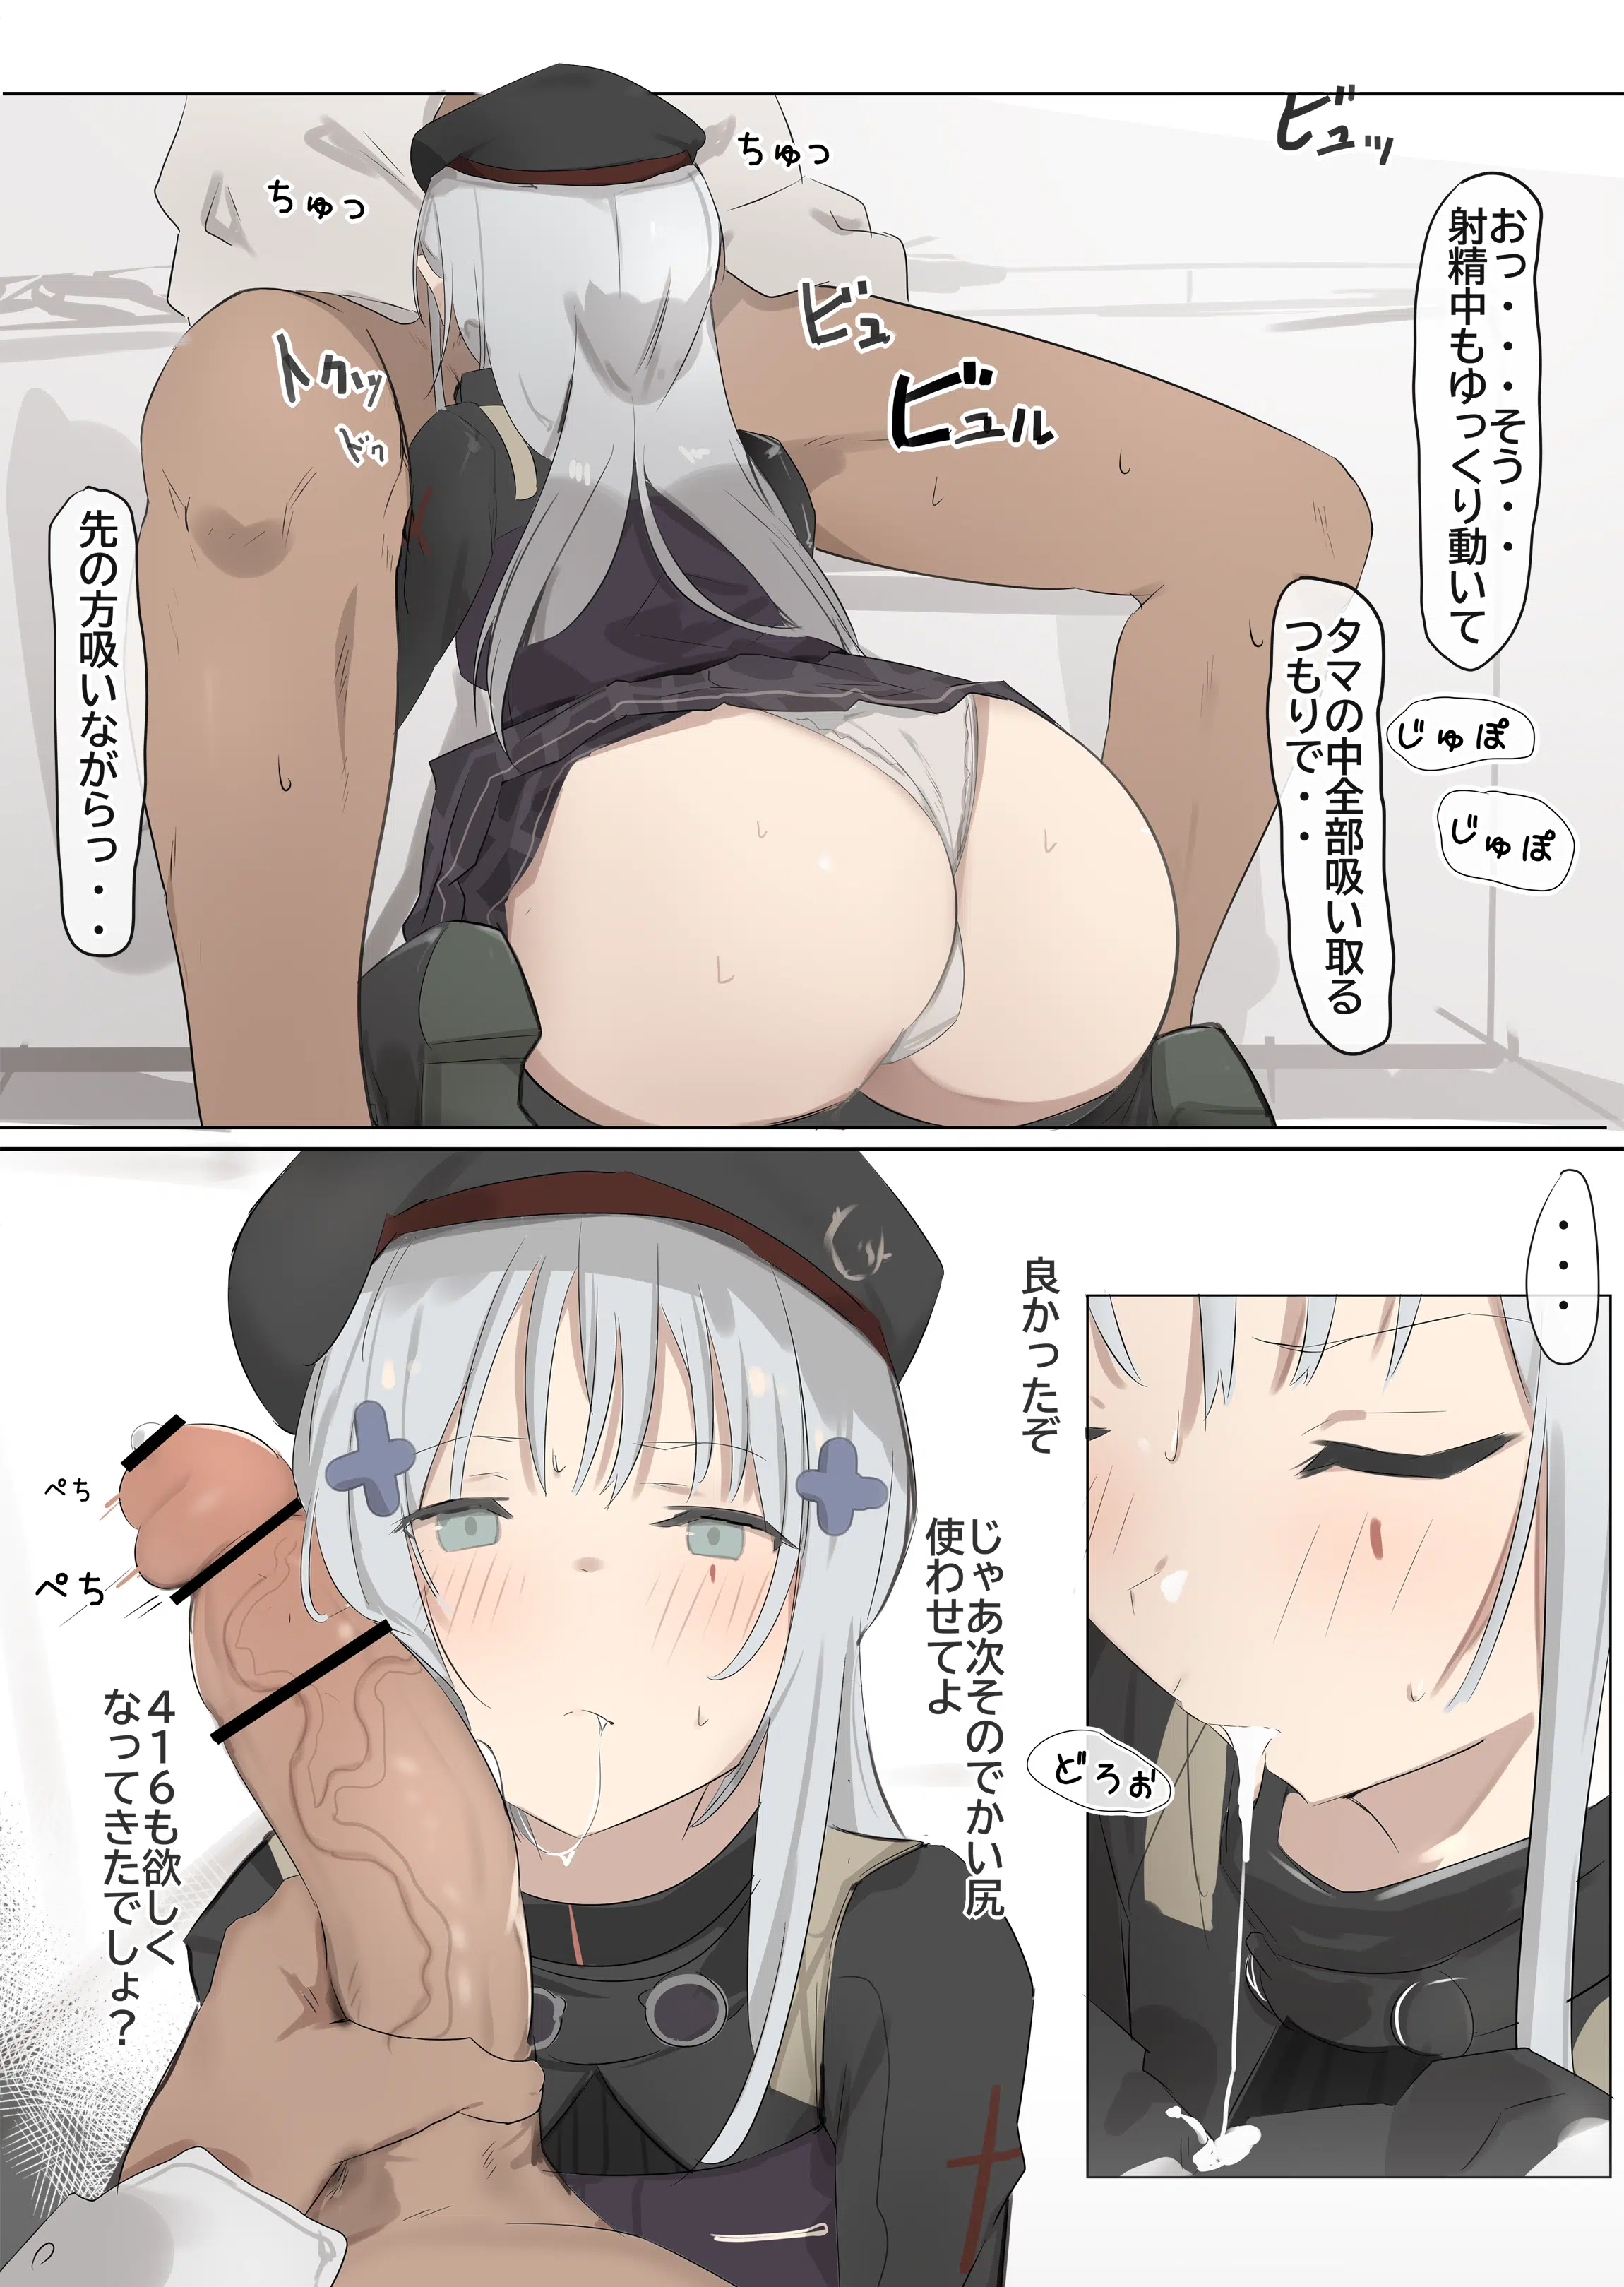 ビュッ
おっ・・・そう・・
射精中もゆっくり動いて
ちゅっ
ちゅっ
ビュ
ビュル
トクッ
ドク
タマの中全部吸い取る
つもりで・・
じゅぽ
じゅぽ
先の方吸いながらっ・・
・・・
良かったぞ
どろぉ
じゃあ次そのでかい尻
使わせてよ
ぺち
ぺち
416も欲しく
なってきたでしょ？